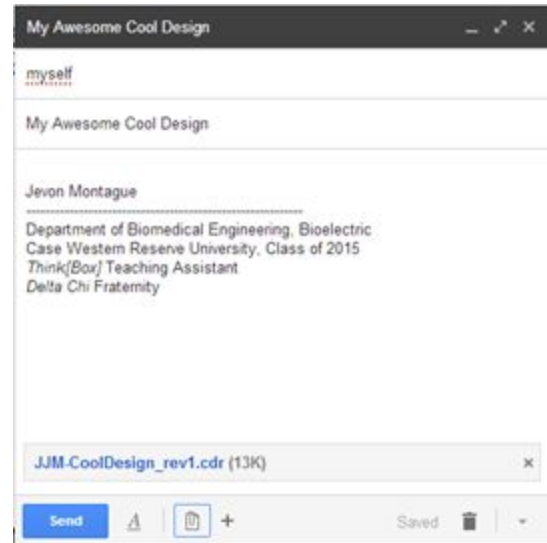 My Awesome Cool Design
myself
My Awesome Cool Design
Jevon Montague
------------------------------------------------------------
Department of Biomedical Engineering, Bioelectric
Case Western Reserve University, Class of 2015
Think[Box] Teaching Assistant
Delta Chi Fraternity
JJM-CoolDesign_rev1.cdr (13K)
Send A Saved